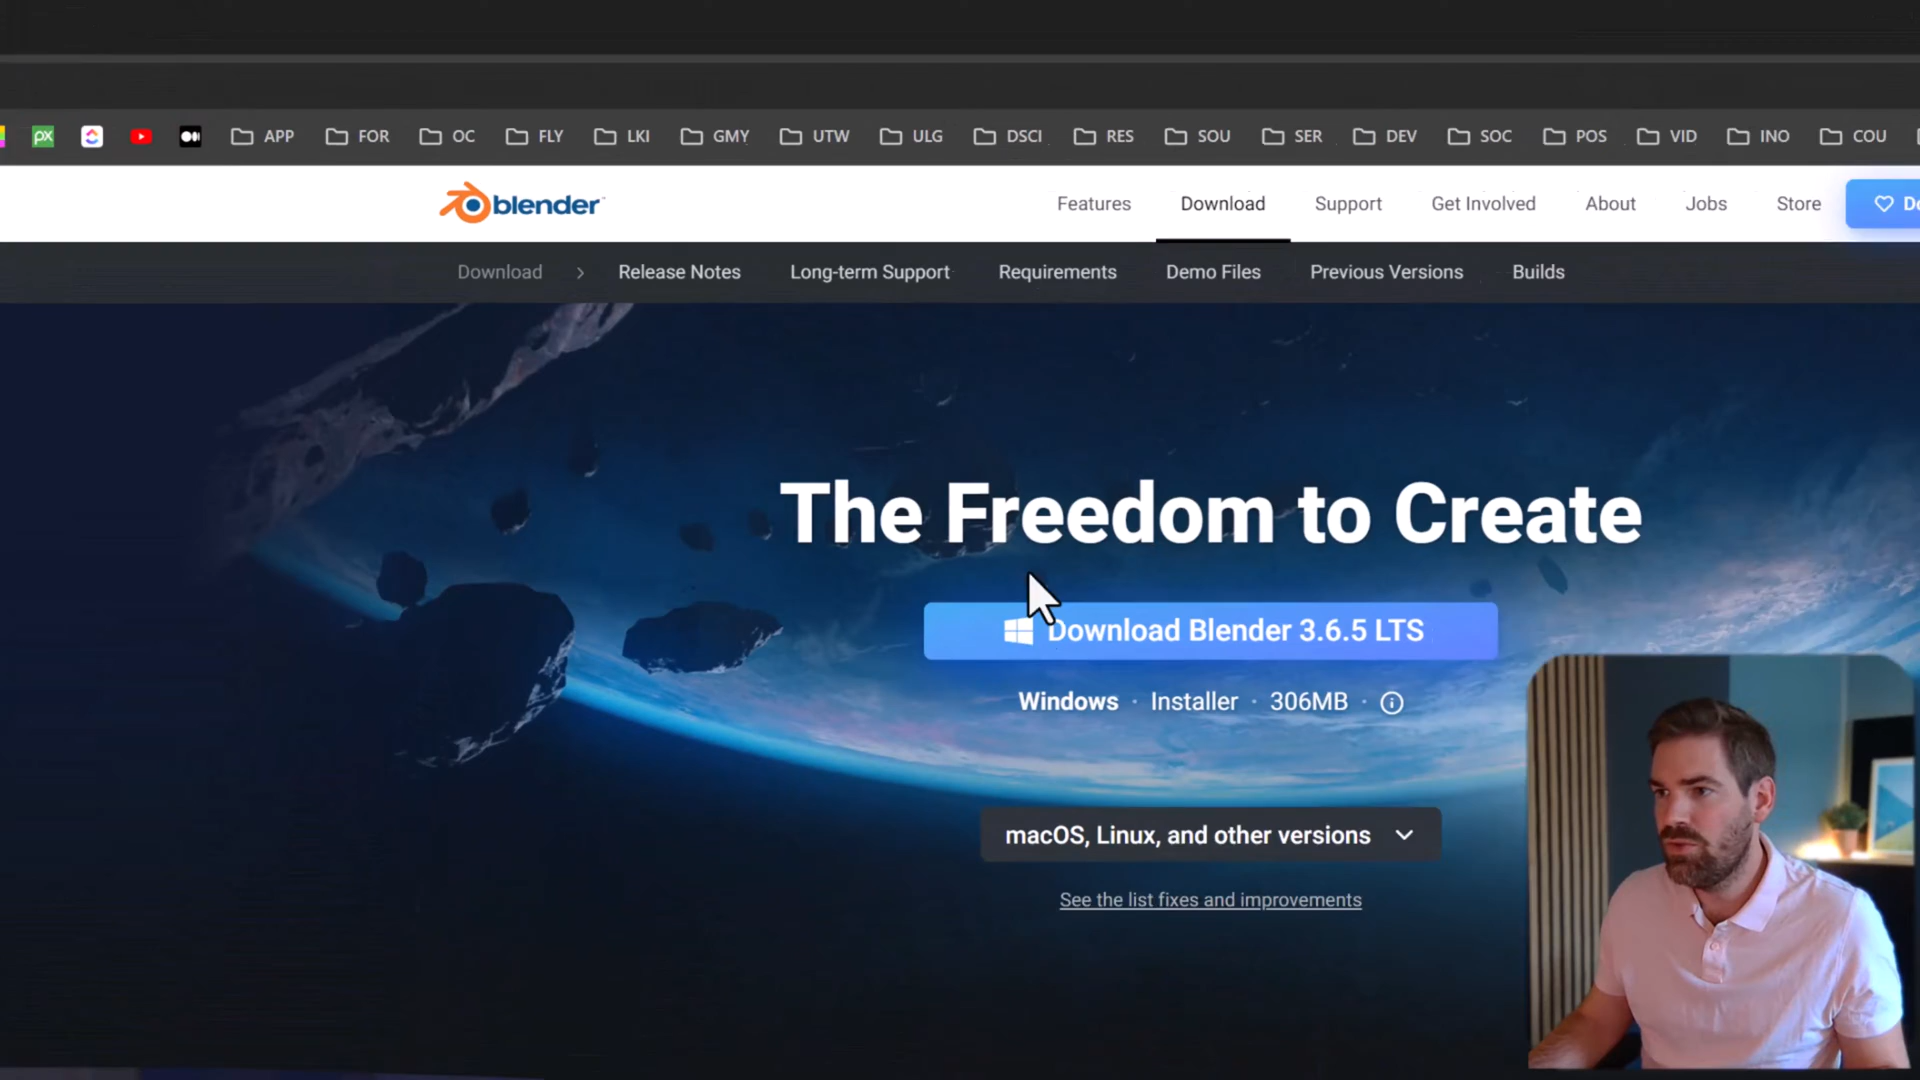 px APP FOR OC FLY LKI GMY UTW ULG DSCI RES SOU SER DEV SOC POS VID INO COU
blender Features Download Support Get Involved About Jobs Store
Download > Release Notes Long-term Support Requirements Demo Files Previous Versions Builds
The Freedom to Create
Download Blender 3.6.5 LTS
Windows · Installer · 306MB ·
macOS, Linux, and other versions
See the list fixes and improvements